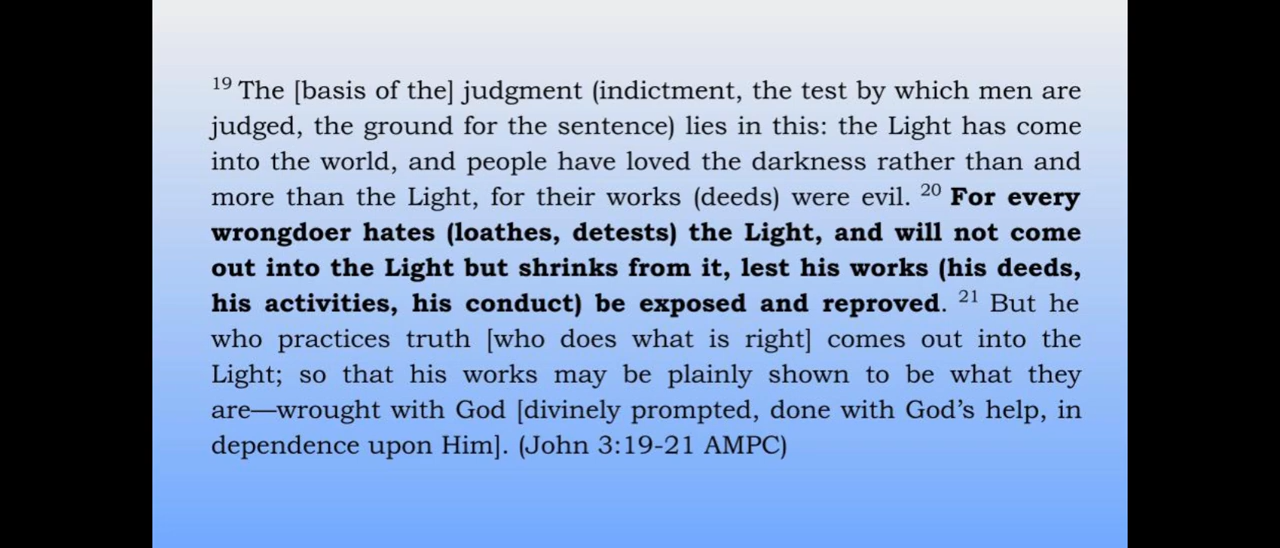 19 The [basis of the] judgment (indictment, the test by which men are
judged, the ground for the sentence) lies in this: the Light has come
into the world, and people have loved the darkness rather than and
more than the Light, for their works (deeds) were evil. 20 For every
wrongdoer hates (loathes, detests) the Light, and will not come
out into the Light but shrinks from it, lest his works (his deeds,
his activities, his conduct) be exposed and reproved. 21 But he
who practices truth [who does what is right] comes out into the
Light; so that his works may be plainly shown to be what they
are—wrought with God [divinely prompted, done with God’s help, in
dependence upon Him]. (John 3:19-21 AMPC)